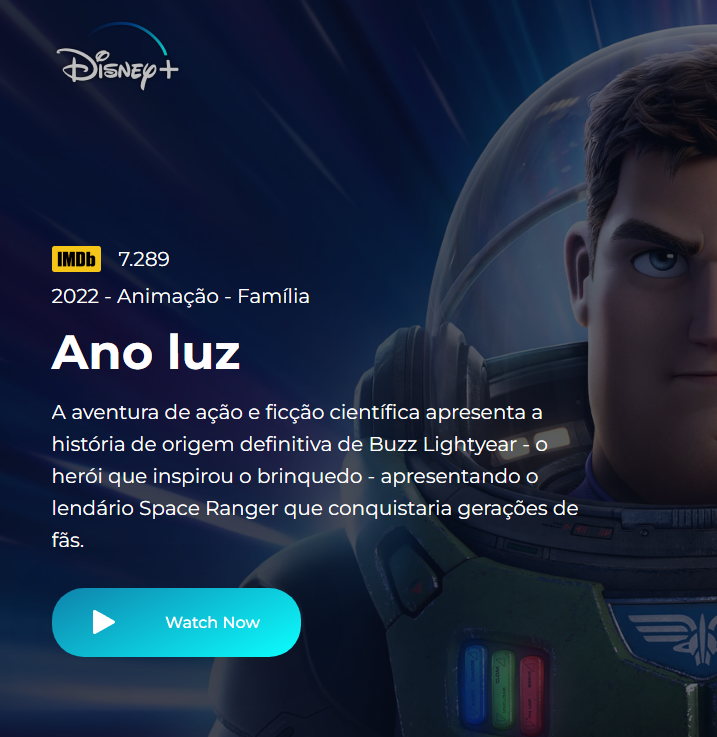 Disney+
IMDb 7.289
2022 - Animação - Família
Ano luz
A aventura de ação e ficção científica apresenta a
história de origem definitiva de Buzz Lightyear - o
herói que inspirou o brinquedo - apresentando o
lendário Space Ranger que conquistaria gerações de
fãs.
Watch Now